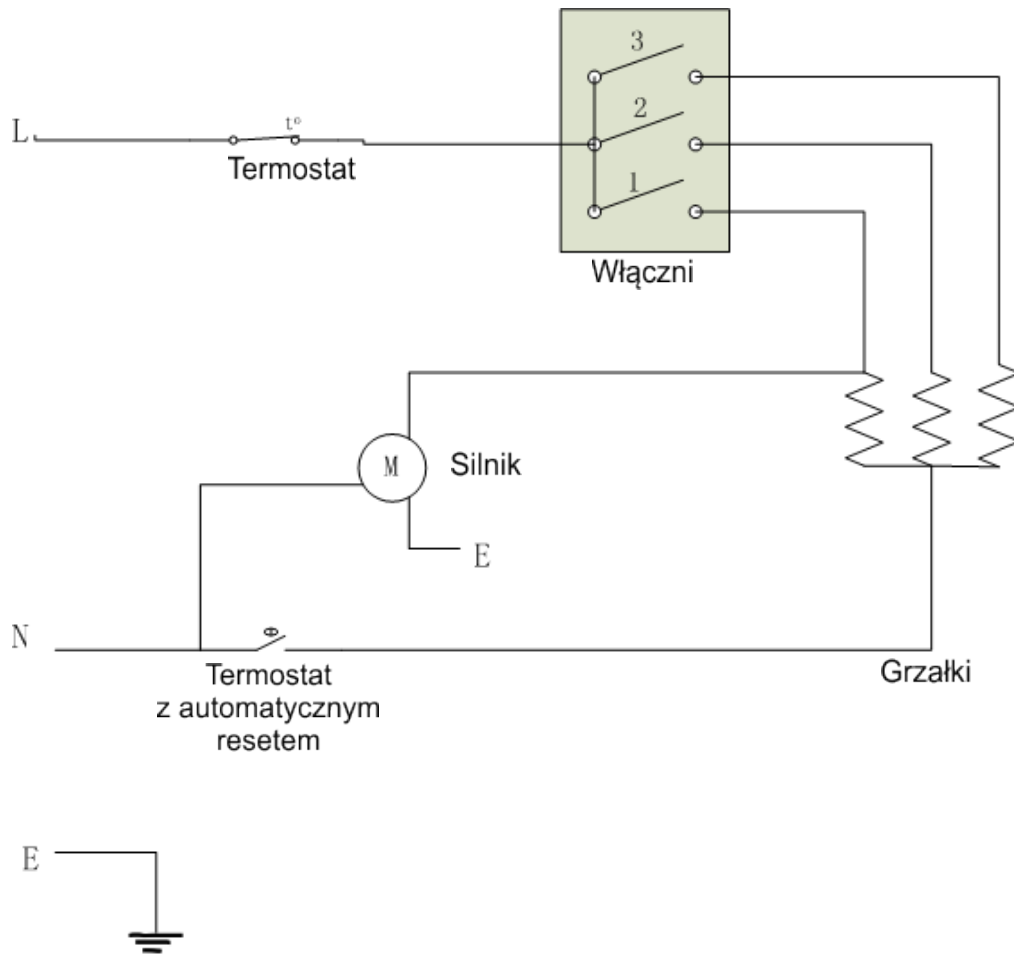 3
L
t°
2
Termostat
1
Włączni
M
Silnik
E
N
Termostat
z automatycznym
resetem
Grzałki
E